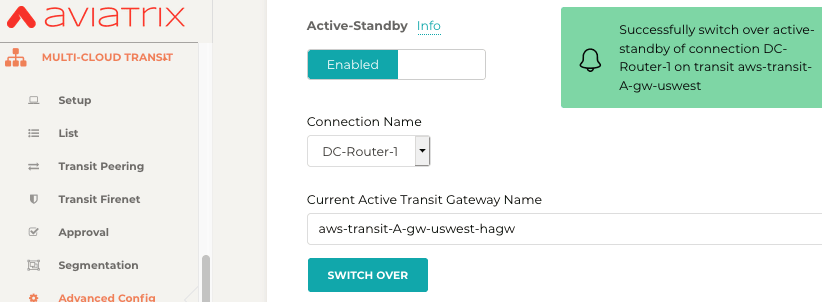 aviatrix
MULTI-CLOUD TRANSIT
Setup
List
Transit Peering
Transit Firenet
Approval
Segmentation
Advanced Config
Active-Standby Info
Enabled
Connection Name
DC-Router-1
Current Active Transit Gateway Name
aws-transit-A-gw-uswest-hagw
SWITCH OVER
Successfully switch over active-
standby of connection DC-
Router-1 on transit aws-transit-
A-gw-uswest